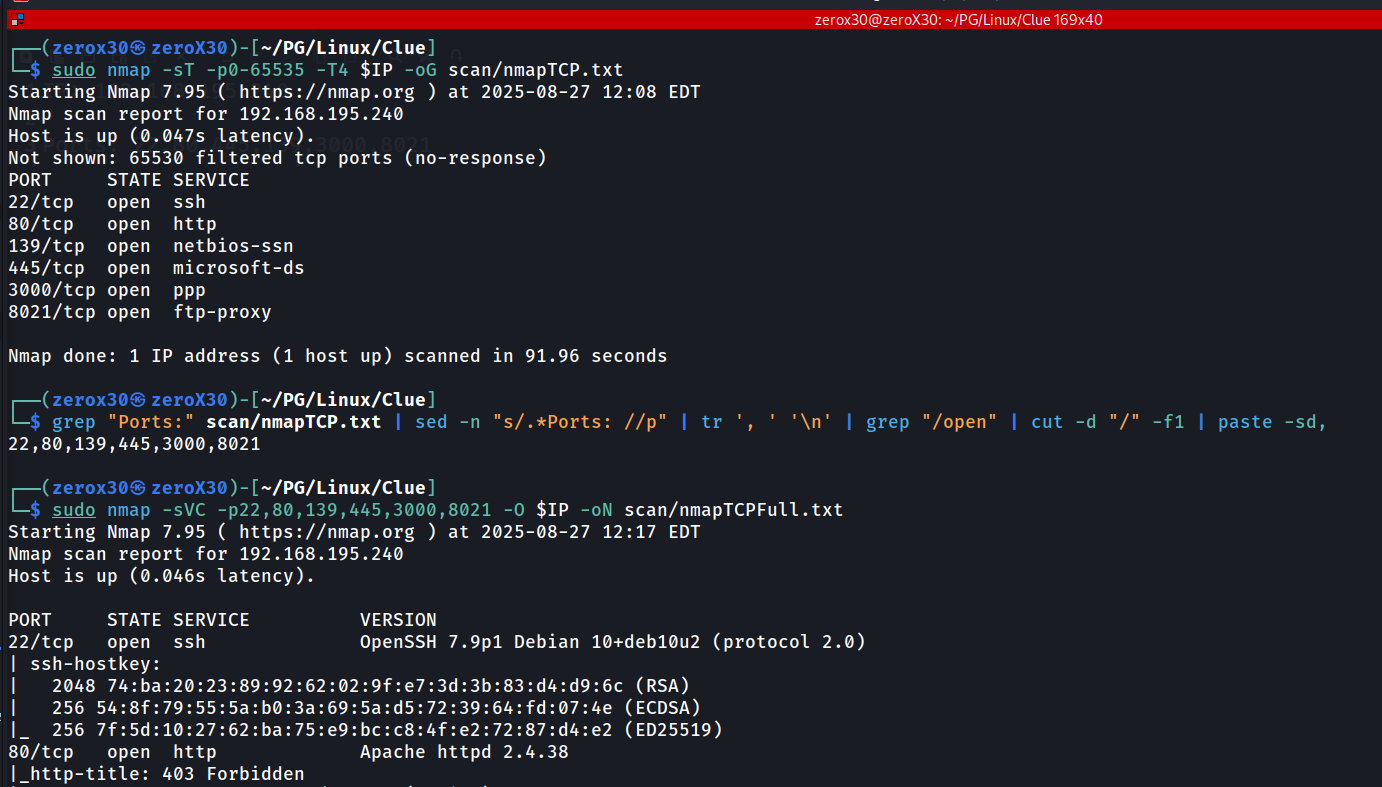 zerox30@zeroX30: ~/PG/Linux/Clue 169x40
┌──(zerox30㉿zeroX30)-[~/PG/Linux/Clue]
└─$ sudo nmap -sT -p0-65535 -T4 $IP -oG scan/nmapTCP.txt
Starting Nmap 7.95 ( https://nmap.org ) at 2025-08-27 12:08 EDT
Nmap scan report for 192.168.195.240
Host is up (0.047s latency).
Not shown: 65530 filtered tcp ports (no-response)
PORT     STATE SERVICE
22/tcp   open  ssh
80/tcp   open  http
139/tcp  open  netbios-ssn
445/tcp  open  microsoft-ds
3000/tcp open  ppp
8021/tcp open  ftp-proxy
Nmap done: 1 IP address (1 host up) scanned in 91.96 seconds
┌──(zerox30㉿zeroX30)-[~/PG/Linux/Clue]
└─$ grep "Ports:" scan/nmapTCP.txt | sed -n "s/.*Ports: //p" | tr ', ' '\n' | grep "/open" | cut -d "/" -f1 | paste -sd,
22,80,139,445,3000,8021
┌──(zerox30㉿zeroX30)-[~/PG/Linux/Clue]
└─$ sudo nmap -sVC -p22,80,139,445,3000,8021 -O $IP -oN scan/nmapTCPFull.txt
Starting Nmap 7.95 ( https://nmap.org ) at 2025-08-27 12:17 EDT
Nmap scan report for 192.168.195.240
Host is up (0.046s latency).
PORT     STATE SERVICE          VERSION
22/tcp   open  ssh              OpenSSH 7.9p1 Debian 10+deb10u2 (protocol 2.0)
| ssh-hostkey:
|   2048 74:ba:20:23:89:92:62:02:9f:e7:3d:3b:83:d4:d9:6c (RSA)
|   256 54:8f:79:55:5a:b0:3a:69:5a:d5:72:39:64:fd:07:4e (ECDSA)
|_  256 7f:5d:10:27:62:ba:75:e9:bc:c8:4f:e2:72:87:d4:e2 (ED25519)
80/tcp   open  http             Apache httpd 2.4.38
|_http-title: 403 Forbidden